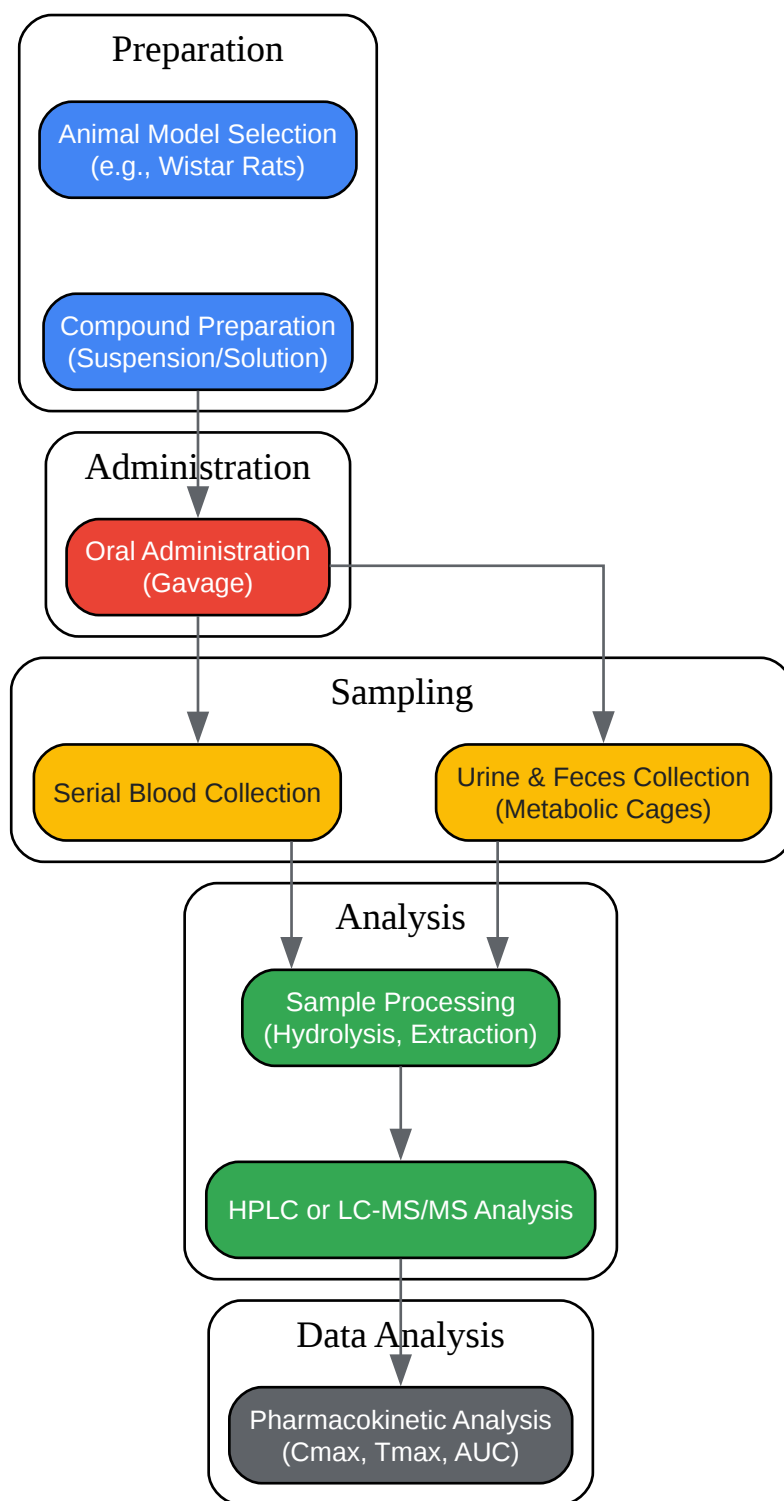 Preparation
Animal Model Selection
(e.g., Wistar Rats)
Compound Preparation
(Suspension/Solution)
Administration
Oral Administration
(Gavage)
Sampling
Serial Blood Collection
Urine & Feces Collection
(Metabolic Cages)
Analysis
Sample Processing
(Hydrolysis, Extraction)
HPLC or LC-MS/MS Analysis
Data Analysis
Pharmacokinetic Analysis
(Cmax, Tmax, AUC)